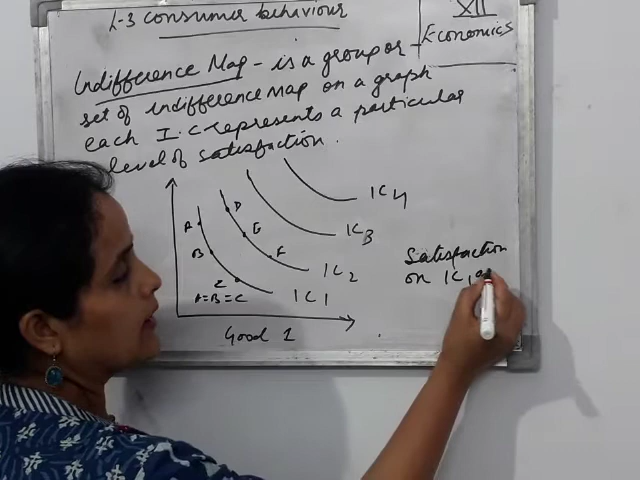 L-3 Consumer behaviour
XII
Economics
Indifference Map - is a group or
set of indifference map on a graph
each I.C represents a particular
level of satisfaction.
IC4
D
A
E
IC3
B
F
IC2
C
A=B=C
IC1
Good 1
Satisfaction
on IC1